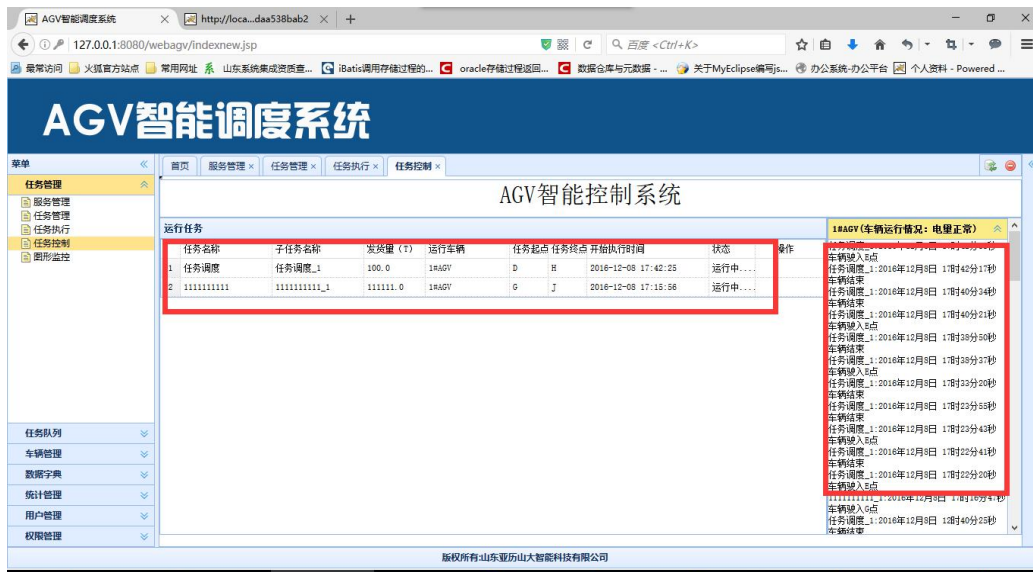 AGV智能调度系统
http://loca...daa538bab2
127.0.0.1:8080/webagv/indexnew.jsp
百度 <Ctrl+K>
最常访问 火狐官方站点 常用网址 山东系统集成资质查... iBatis调用存储过程的... oracle存储过程返回... 数据仓库与元数据 - ... 关于MyEclipse编写js... 办公系统-办公平台 个人资料 - Powered ...
AGV智能调度系统
菜单
首页 服务管理 任务管理 任务执行 任务控制
任务管理
服务管理
任务管理
任务执行
任务控制
图形监控
任务队列
车辆管理
数据字典
统计管理
用户管理
权限管理
AGV智能控制系统
运行任务
任务名称 子任务名称 发货量（T） 运行车辆 任务起点 任务终点 开始执行时间 状态 操作
1 任务调度 任务调度_1 100.0 1#AGV D H 2016-12-08 17:42:25 运行中....
2 1111111111 1111111111_1 111111.0 1#AGV G J 2016-12-08 17:15:56 运行中....
1#AGV(车辆运行情况：电量正常)
车辆驶入E点
任务调度_1:2016年12月8日 17时42分17秒
车辆结束
任务调度_1:2016年12月8日 17时40分34秒
车辆结束
任务调度_1:2016年12月8日 17时40分21秒
车辆驶入E点
任务调度_1:2016年12月8日 17时38分50秒
车辆结束
任务调度_1:2016年12月8日 17时38分37秒
车辆驶入E点
任务调度_1:2016年12月8日 17时33分20秒
车辆结束
任务调度_1:2016年12月8日 17时23分55秒
车辆结束
任务调度_1:2016年12月8日 17时23分43秒
车辆驶入E点
任务调度_1:2016年12月8日 17时22分41秒
车辆结束
任务调度_1:2016年12月8日 17时22分20秒
车辆驶入E点
1111111111_1:2016年12月8日 17时16分47秒
车辆驶入G点
任务调度_1:2016年12月8日 12时40分25秒
车辆结束
版权所有:山东亚历山大智能科技有限公司